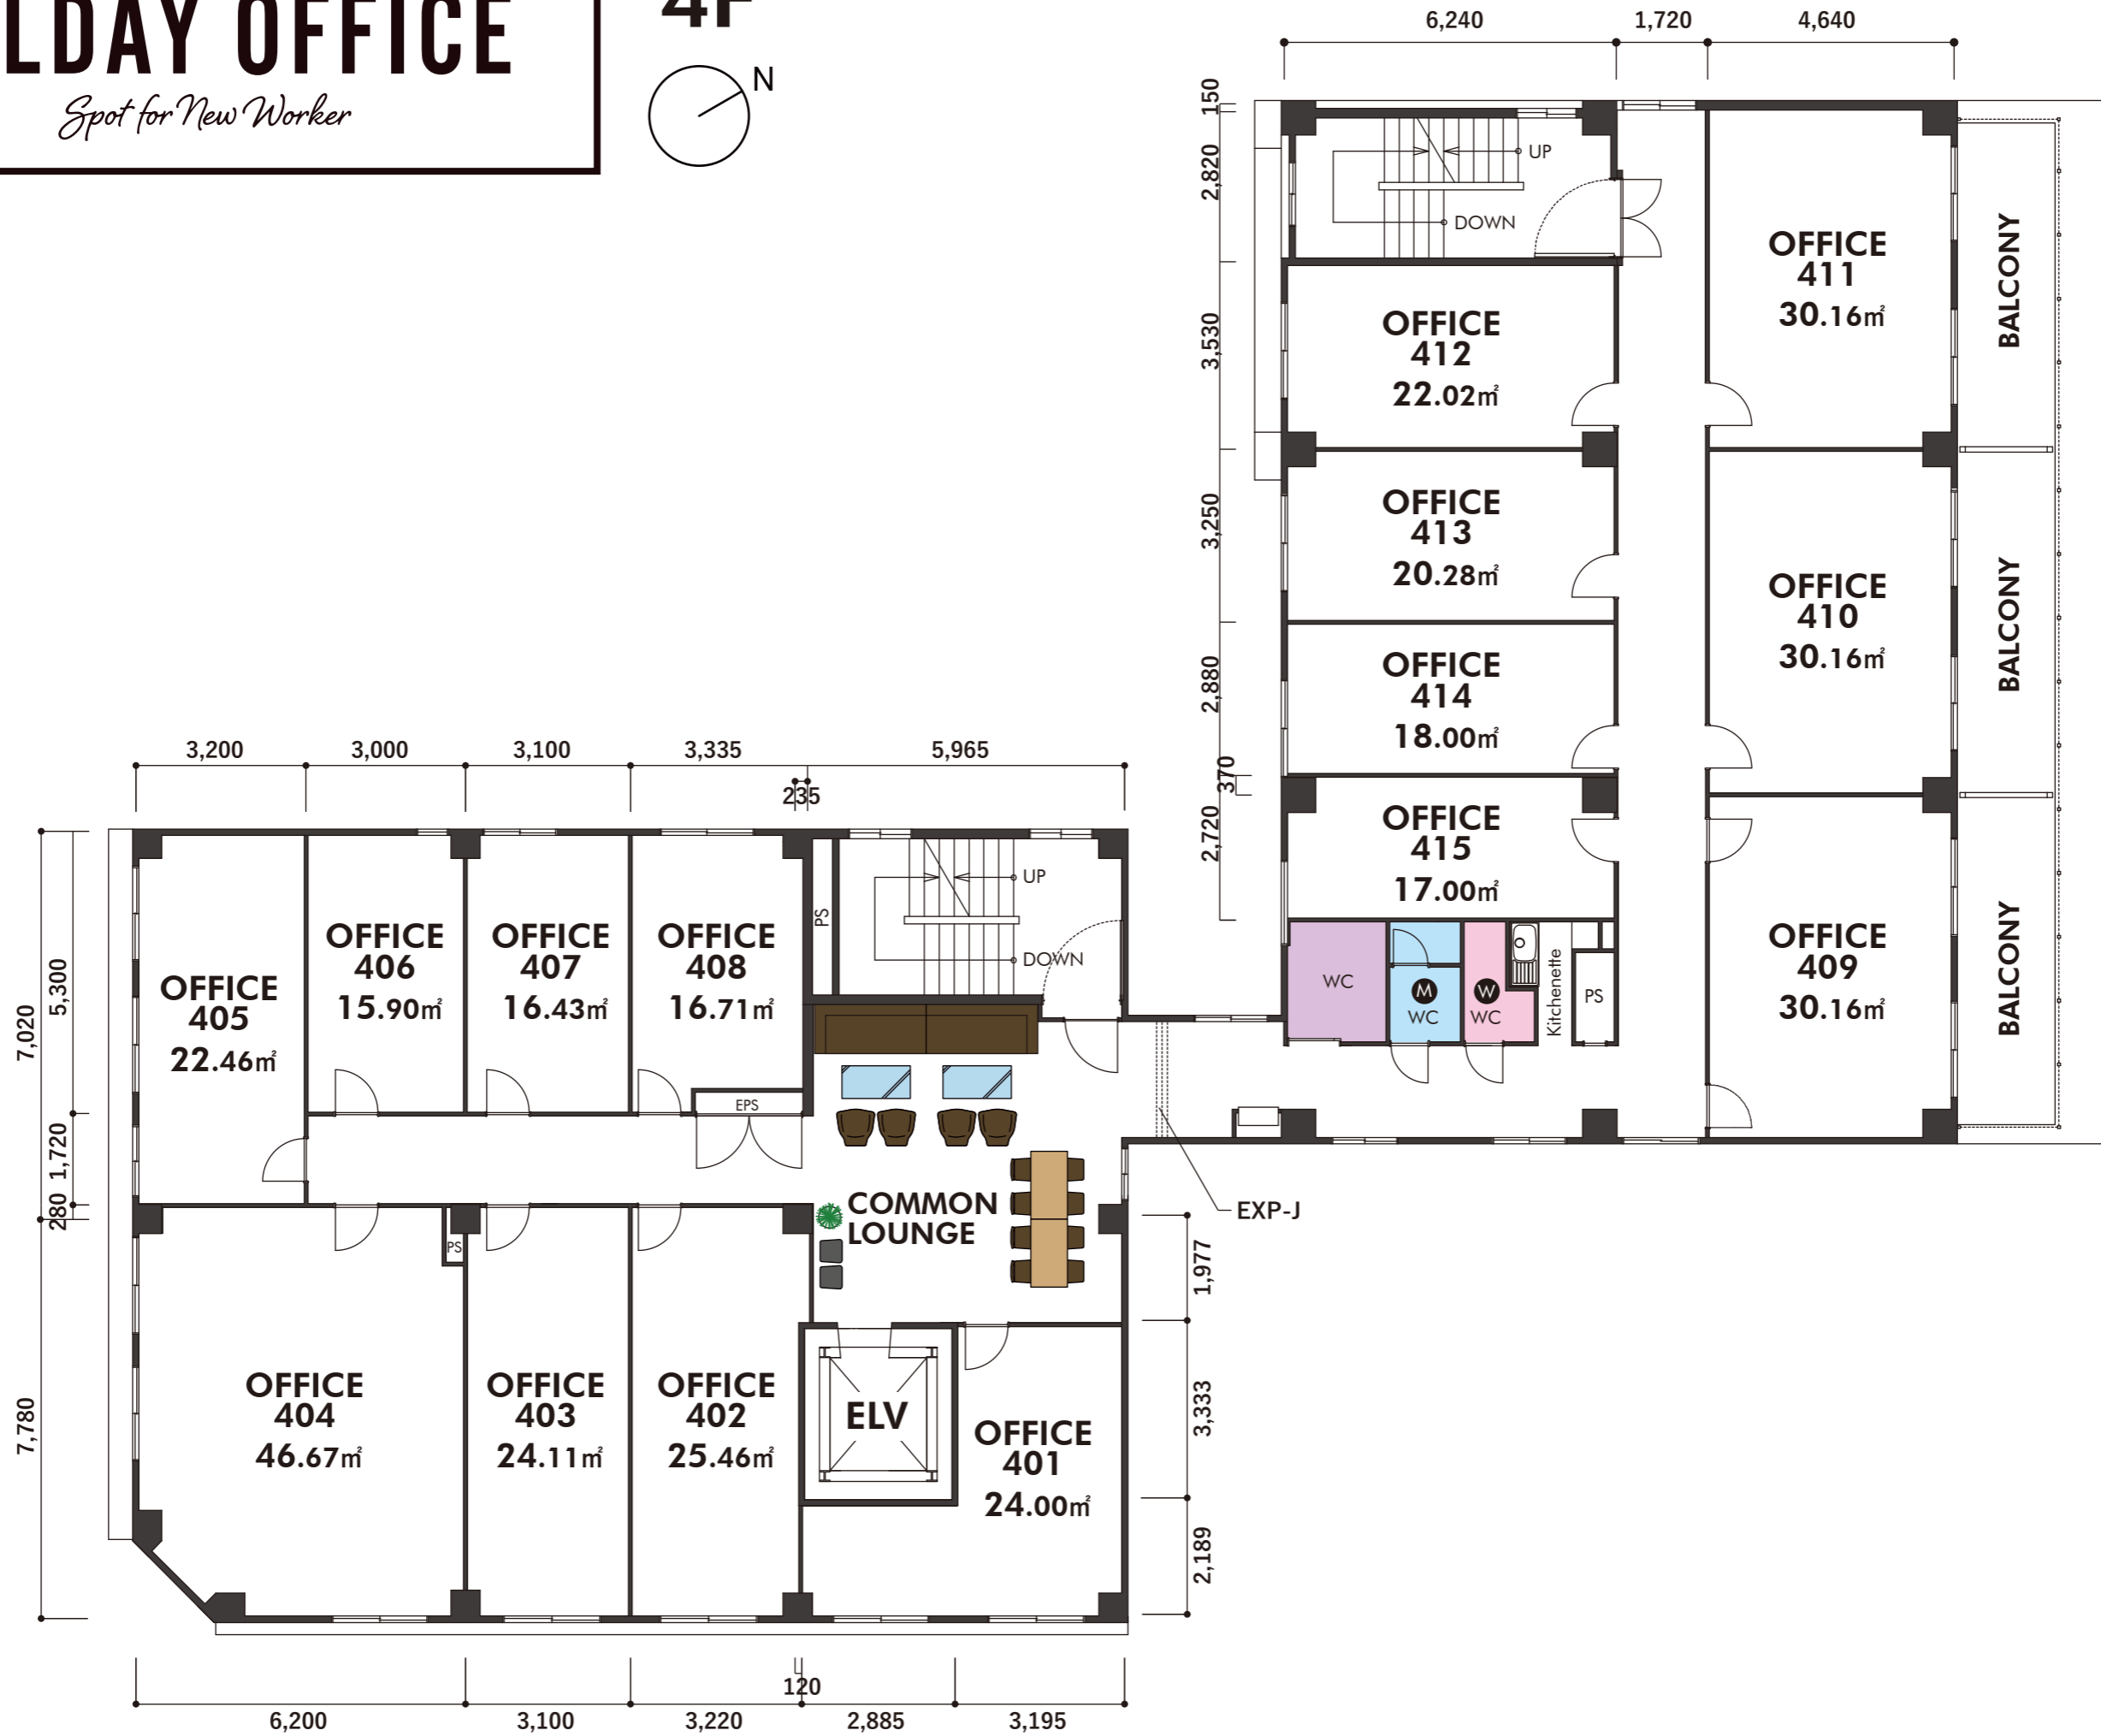 LDAY OFFICE
Spot for New Worker
4F
N
6,240
1,720
4,640
150
2,820
3,530
3,250
2,880
370
2,720
UP
DOWN
OFFICE
411
30.16㎡
BALCONY
OFFICE
412
22.02㎡
OFFICE
413
20.28㎡
OFFICE
410
30.16㎡
BALCONY
OFFICE
414
18.00㎡
OFFICE
415
17.00㎡
OFFICE
409
30.16㎡
BALCONY
WC
M
WC
W
WC
Kitchenette
PS
3,200
3,000
3,100
3,335
5,965
235
7,020
5,300
1,720
280
7,780
OFFICE
405
22.46㎡
OFFICE
406
15.90㎡
OFFICE
407
16.43㎡
OFFICE
408
16.71㎡
PS
UP
DOWN
EPS
COMMON
LOUNGE
EXP-J
PS
OFFICE
404
46.67㎡
OFFICE
403
24.11㎡
OFFICE
402
25.46㎡
ELV
OFFICE
401
24.00㎡
1,977
3,333
2,189
120
6,200
3,100
3,220
2,885
3,195